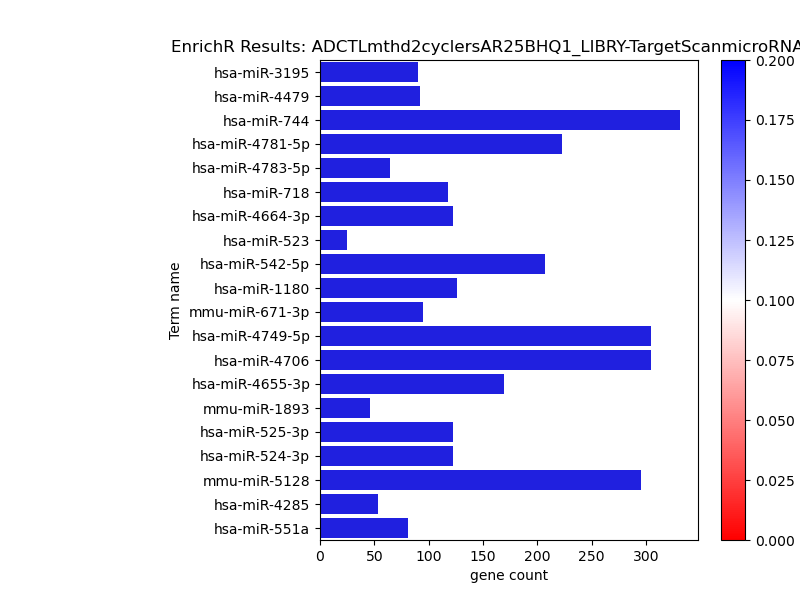 EnrichR Results: ADCTLmthd2cyclersAR25BHQ1_LIBRY-TargetScanmicroRNA
hsa-miR-3195
hsa-miR-4479
hsa-miR-744
hsa-miR-4781-5p
hsa-miR-4783-5p
hsa-miR-718
hsa-miR-4664-3p
hsa-miR-523
hsa-miR-542-5p
hsa-miR-1180
mmu-miR-671-3p
hsa-miR-4749-5p
hsa-miR-4706
hsa-miR-4655-3p
mmu-miR-1893
hsa-miR-525-3p
hsa-miR-524-3p
mmu-miR-5128
hsa-miR-4285
hsa-miR-551a
Term name
0 50 100 150 200 250 300
gene count
0.200
0.175
0.150
0.125
0.100
0.075
0.050
0.025
0.000